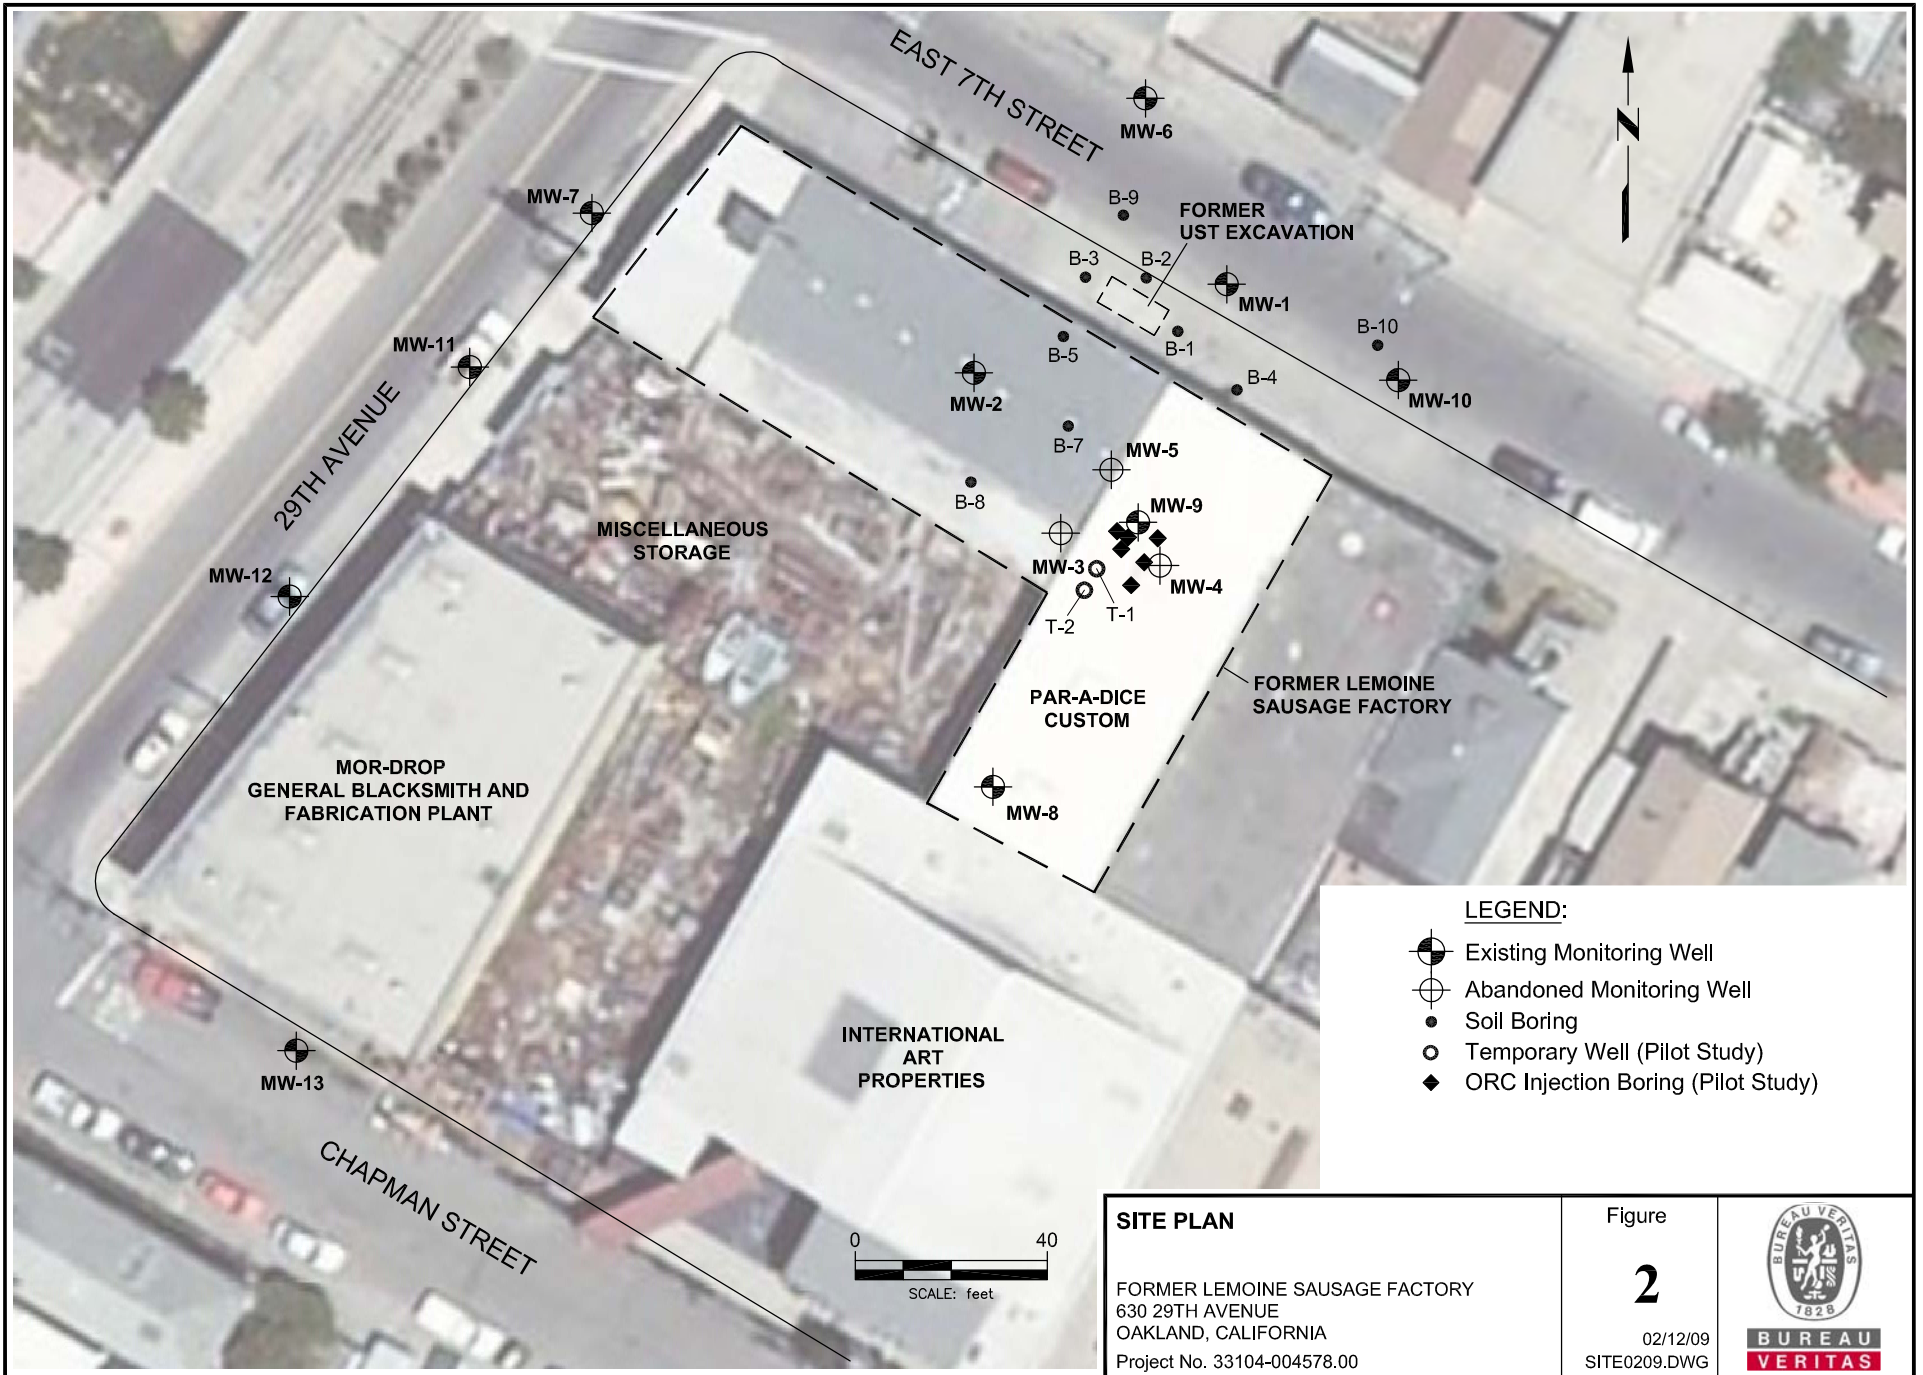 EAST 7TH STREET
MW-6
N
MW-7
B-9
FORMER
UST EXCAVATION
B-3
B-2
MW-1
MW-11
B-5
B-1
B-10
29TH AVENUE
MW-2
B-4
MW-10
B-7
MW-5
B-8
MW-9
MISCELLANEOUS
STORAGE
MW-12
MW-3
MW-4
T-1
T-2
PAR-A-DICE
CUSTOM
FORMER LEMOINE
SAUSAGE FACTORY
MOR-DROP
GENERAL BLACKSMITH AND
FABRICATION PLANT
MW-8
INTERNATIONAL
ART
PROPERTIES
MW-13
CHAPMAN STREET
LEGEND:
Existing Monitoring Well
Abandoned Monitoring Well
Soil Boring
Temporary Well (Pilot Study)
ORC Injection Boring (Pilot Study)
0 40
SCALE: feet
SITE PLAN
FORMER LEMOINE SAUSAGE FACTORY
630 29TH AVENUE
OAKLAND, CALIFORNIA
Project No. 33104-004578.00
Figure
2
02/12/09
SITE0209.DWG
BUREAU VERITAS
1828
BUREAU
VERITAS